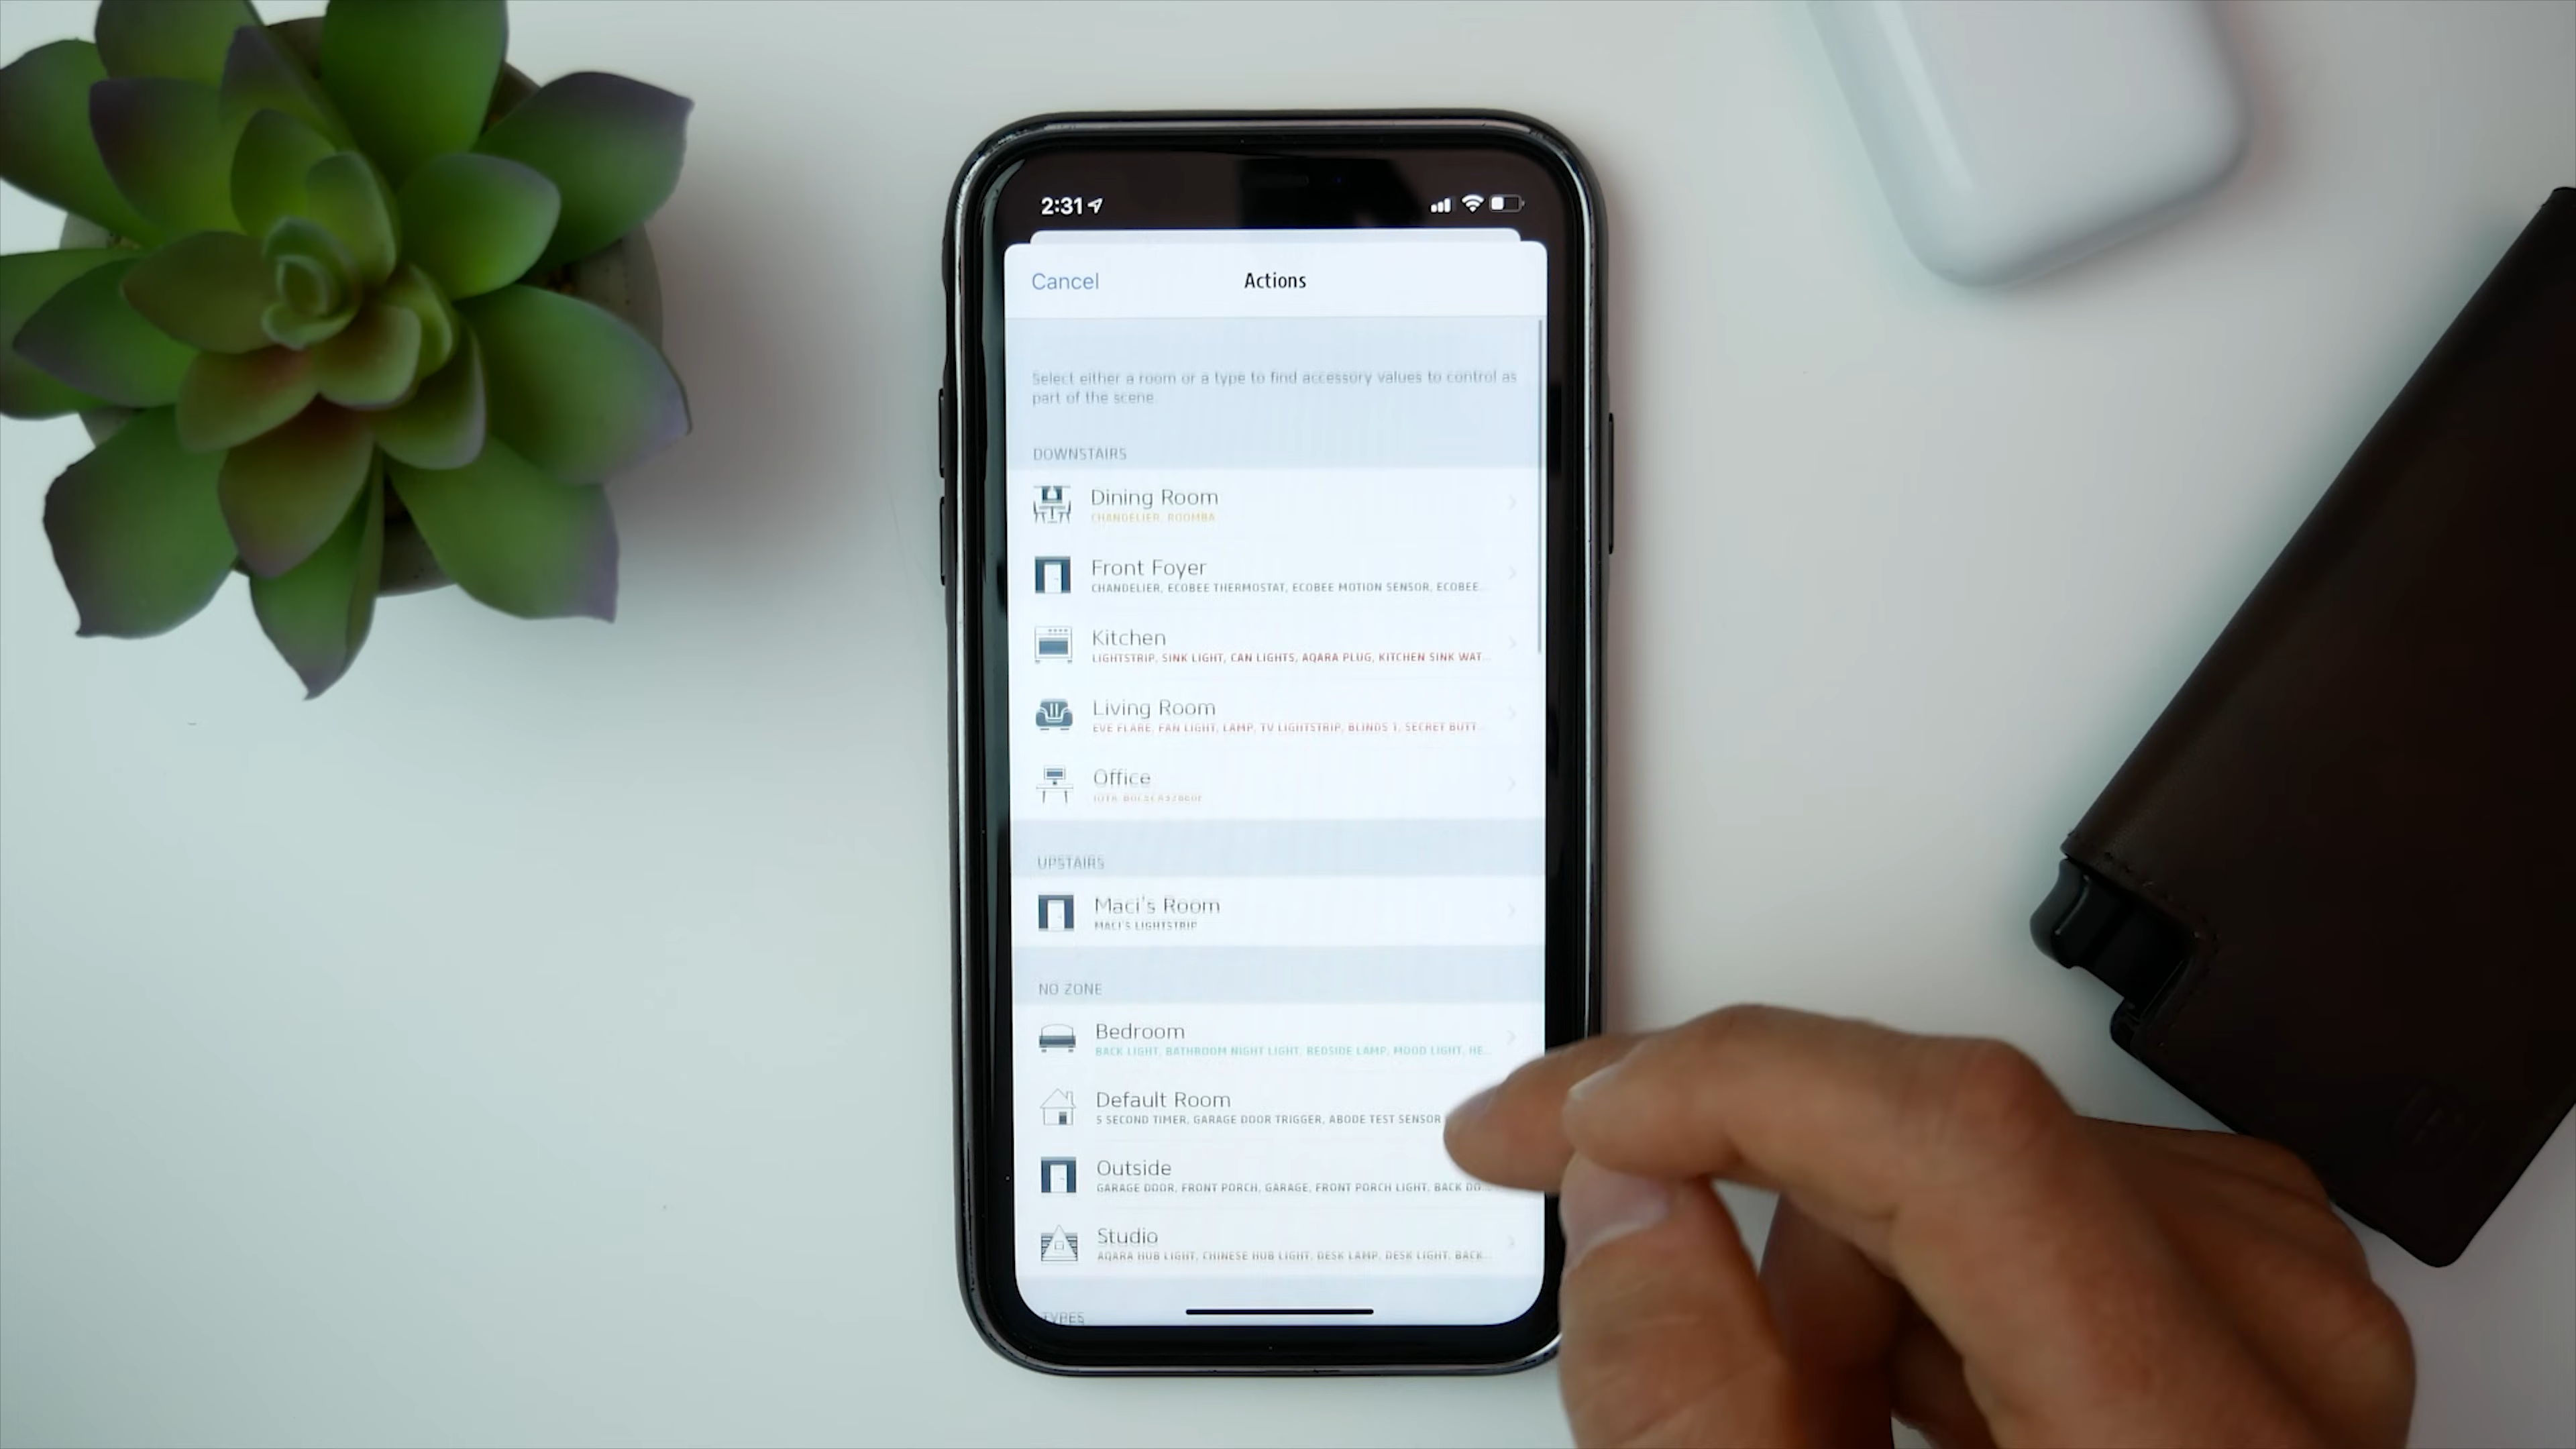 2:31
Cancel
Actions
Select either a room or a type to find accessory values to control as
part of the scene.
DOWNSTAIRS
Dining Room
CHANDELIER, ROOMBA
Front Foyer
CHANDELIER, ECOBEE THERMOSTAT, ECOBEE MOTION SENSOR, ECOBEE...
Kitchen
LIGHTSTRIP, SINK LIGHT, CAN LIGHTS, AQARA PLUG, KITCHEN SINK WAT...
Living Room
EVE FLARE, FAN LIGHT, LAMP, TV LIGHTSTRIP, BLINDS 1, SECRET BUTT...
Office
UPSTAIRS
Maci's Room
MACI'S LIGHTSTRIP
NO ZONE
Bedroom
BACK LIGHT, BATHROOM NIGHT LIGHT, BEDSIDE LAMP, MOOD LIGHT, HE...
Default Room
5 SECOND TIMER, GARAGE DOOR TRIGGER, ABODE TEST SENSOR
Outside
GARAGE DOOR, FRONT PORCH, GARAGE, FRONT PORCH LIGHT, BACK DO...
Studio
AQARA HUB LIGHT, CHINESE HUB LIGHT, DESK LAMP, DESK LIGHT, BACK...
TYPES